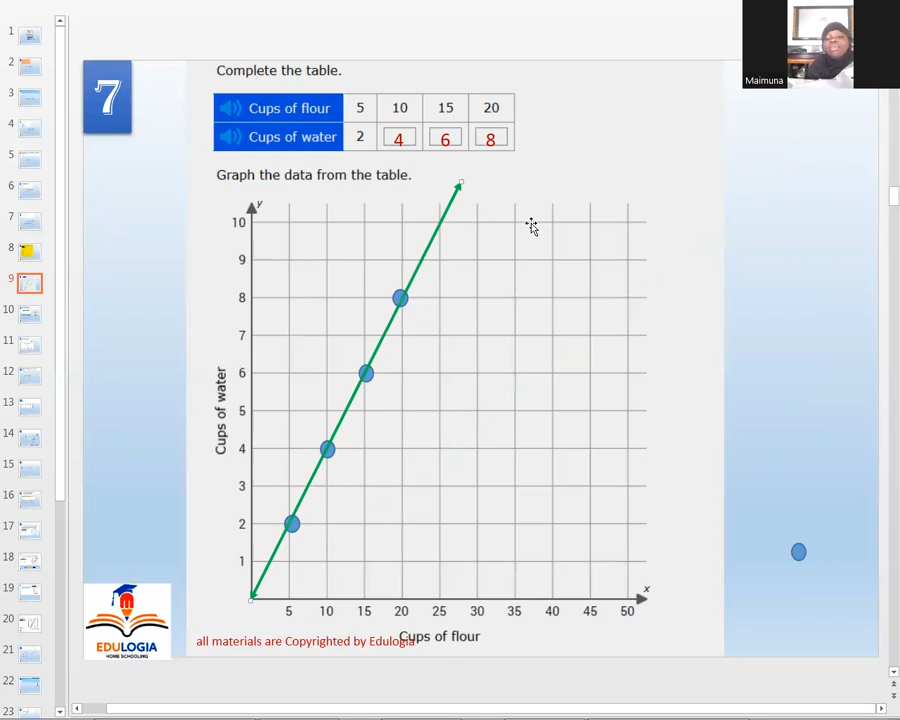 Maimuna
7
Complete the table.
Cups of flour 5 10 15 20
Cups of water 2 4 6 8
Graph the data from the table.
y
10
9
8
7
6
5
4
3
2
1
Cups of water
x
5 10 15 20 25 30 35 40 45 50
Cups of flour
all materials are Copyrighted by Edulogia
EDULOGIA
HOME SCHOOLING
1
2
3
4
5
6
7
8
9
10
11
12
13
14
15
16
17
18
19
20
21
22
23